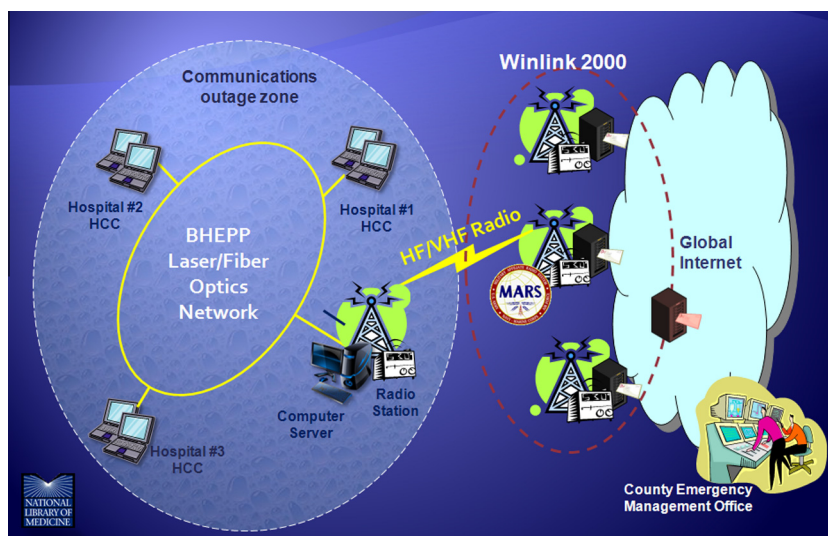 Communications
outage zone
Winlink 2000
Hospital #2
HCC
Hospital #1
HCC
BHEPP
Laser/Fiber
Optics
Network
HF/VHF Radio
Global
Internet
MARS
Computer
Server
Radio
Station
Hospital #3
HCC
County Emergency
Management Office
NATIONAL
LIBRARY OF
MEDICINE